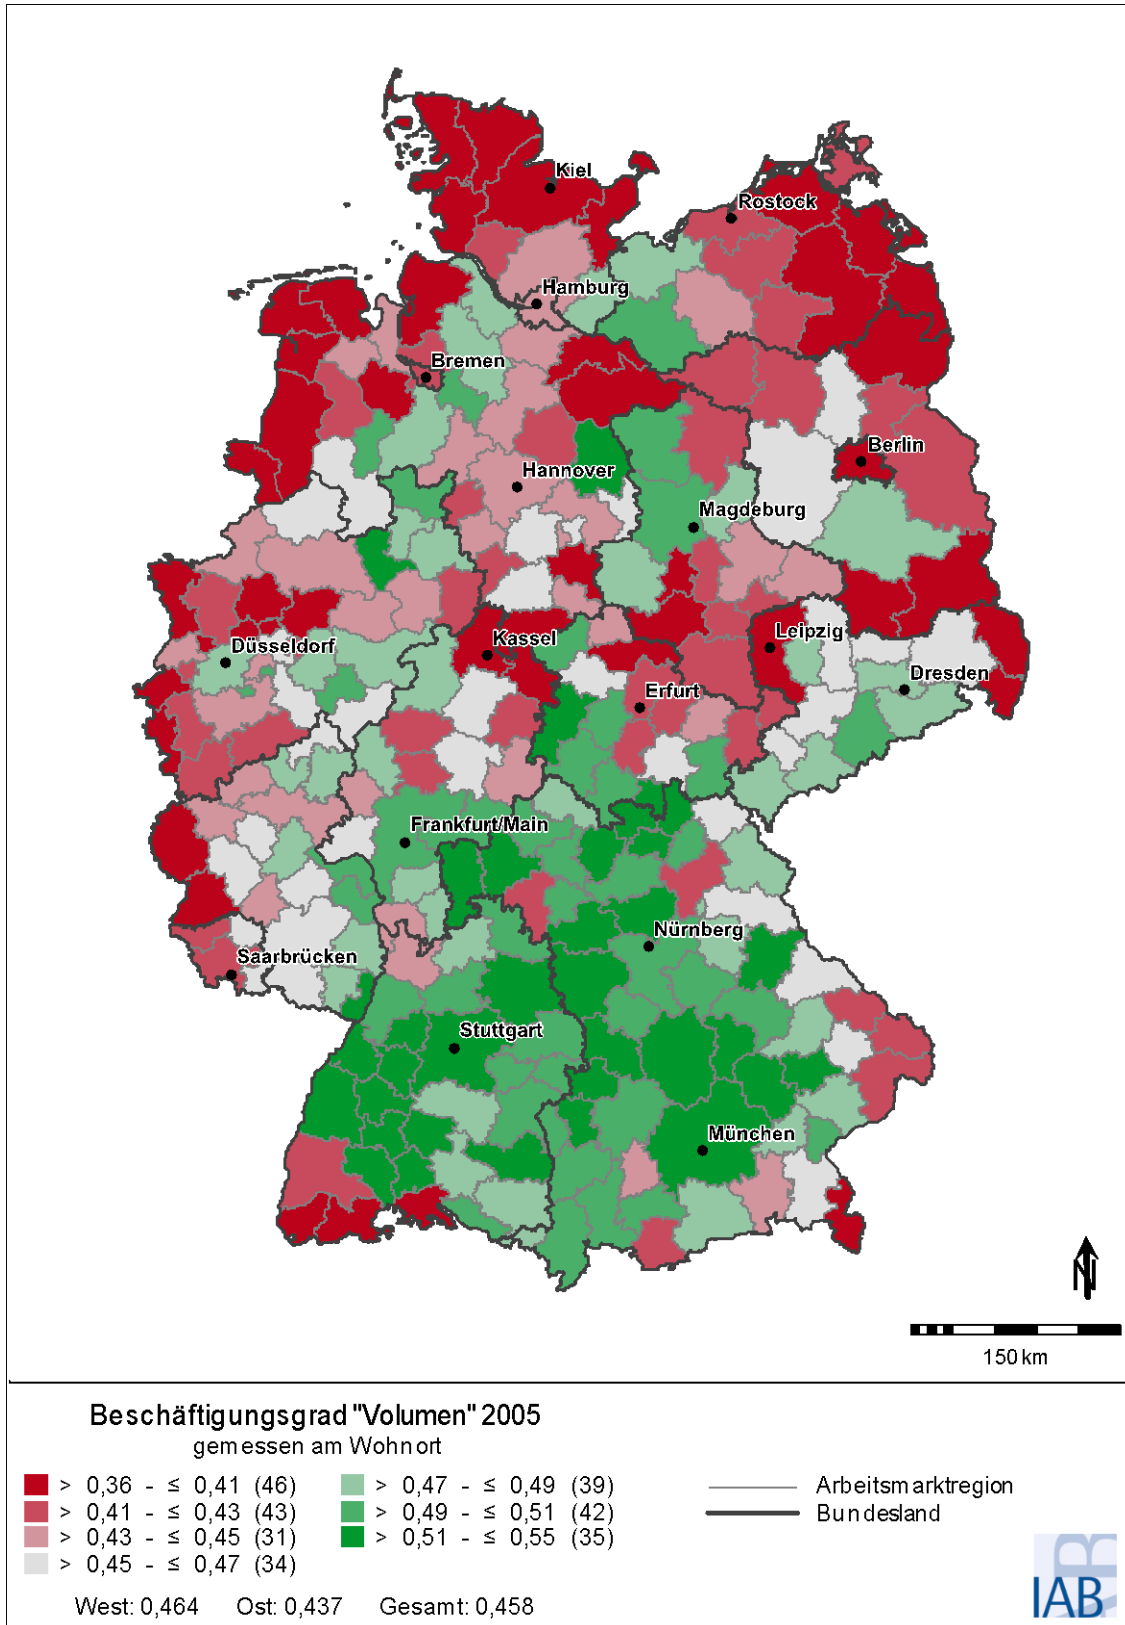 Kiel
Rostock
Hamburg
Bremen
Berlin
Hannover
Magdeburg
Düsseldorf
Kassel
Leipzig
Dresden
Erfurt
Frankfurt/Main
Nürnberg
Saarbrücken
Stuttgart
München
N
150 km
Beschäftigungsgrad "Volumen" 2005
gemessen am Wohnort
> 0,36 - ≤ 0,41 (46)
> 0,41 - ≤ 0,43 (43)
> 0,43 - ≤ 0,45 (31)
> 0,45 - ≤ 0,47 (34)
> 0,47 - ≤ 0,49 (39)
> 0,49 - ≤ 0,51 (42)
> 0,51 - ≤ 0,55 (35)
Arbeitsmarktregion
Bundesland
West: 0,464 Ost: 0,437 Gesamt: 0,458
IAB